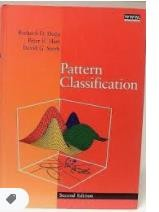 Richard O. Duda
Peter E. Hart
David G. Stork
Pattern
Classification
Second Edition